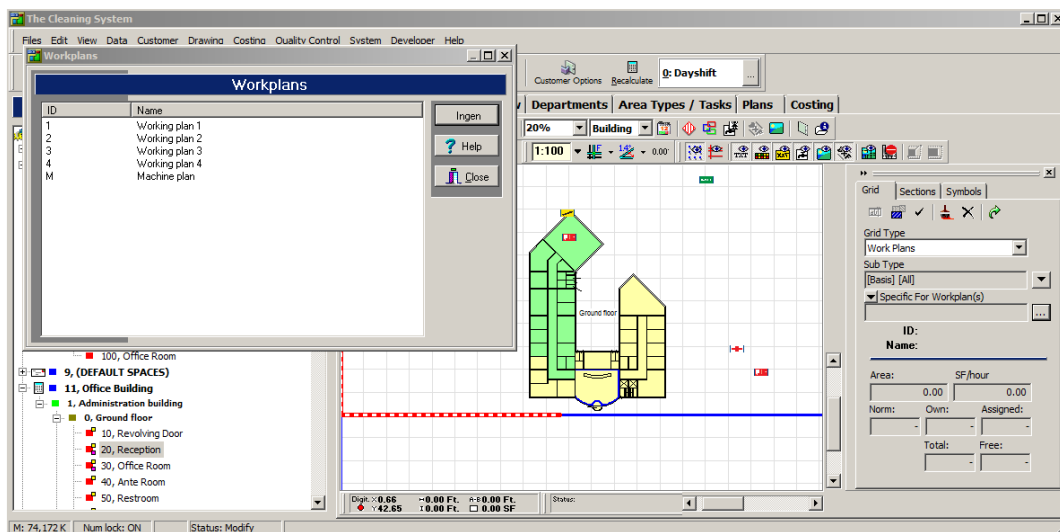 The Cleaning System
Files Edit View Data Customer Drawing Costing Quality Control System Developer Help
Workplans
Workplans
ID Name
1 Working plan 1
2 Working plan 2
3 Working plan 3
4 Working plan 4
M Machine plan
Ingen
? Help
Close
Customer Options Recalculate 0: Dayshift ...
Departments Area Types / Tasks Plans Costing
20% Building
1:100 1.45 0.00
Grid Sections Symbols
Grid Type
Work Plans
Sub Type
[Basis] [All]
Specific For Workplan(s)
...
ID:
Name:
Area: SF/hour
0.00 0.00
Norm: Own: Assigned:
- - -
Total: Free:
- -
Ground floor
100, Office Room
9, (DEFAULT SPACES)
11, Office Building
1, Administration building
0, Ground floor
10, Revolving Door
20, Reception
30, Office Room
40, Ante Room
50, Restroom
Digit. X 0.66 0.00 Ft. A-B 0.00 Ft.
Y 42.65 0.00 Ft. 0.00 SF
Status:
M: 74,172 K Num lock: ON Status: Modify